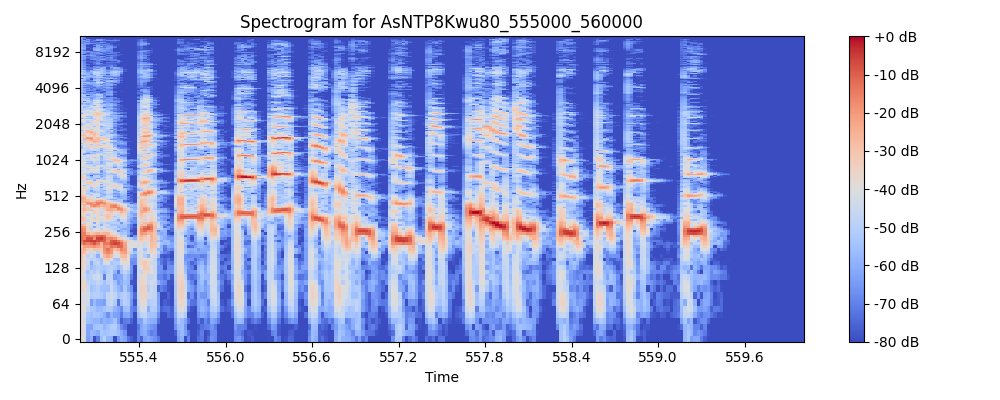 Spectrogram for AsNTP8Kwu80_555000_560000
8192
4096
2048
1024
512
256
128
64
0
Hz
555.4 556.0 556.6 557.2 557.8 558.4 559.0 559.6
Time
+0 dB
-10 dB
-20 dB
-30 dB
-40 dB
-50 dB
-60 dB
-70 dB
-80 dB